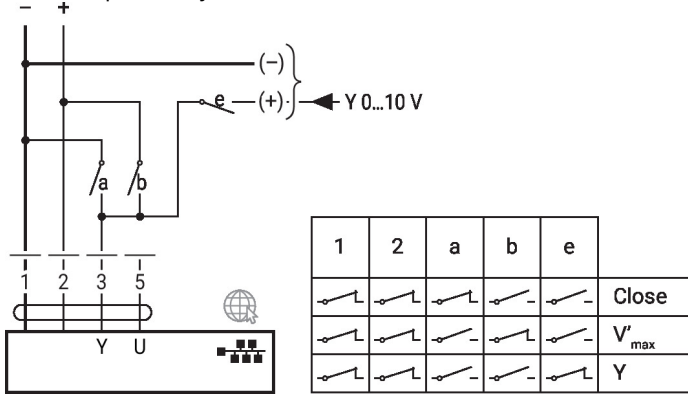 − +
(−)
e (+) Y 0...10 V
a b
1 2 3 5
Y U
1 2 a b e
Close
V'max
Y